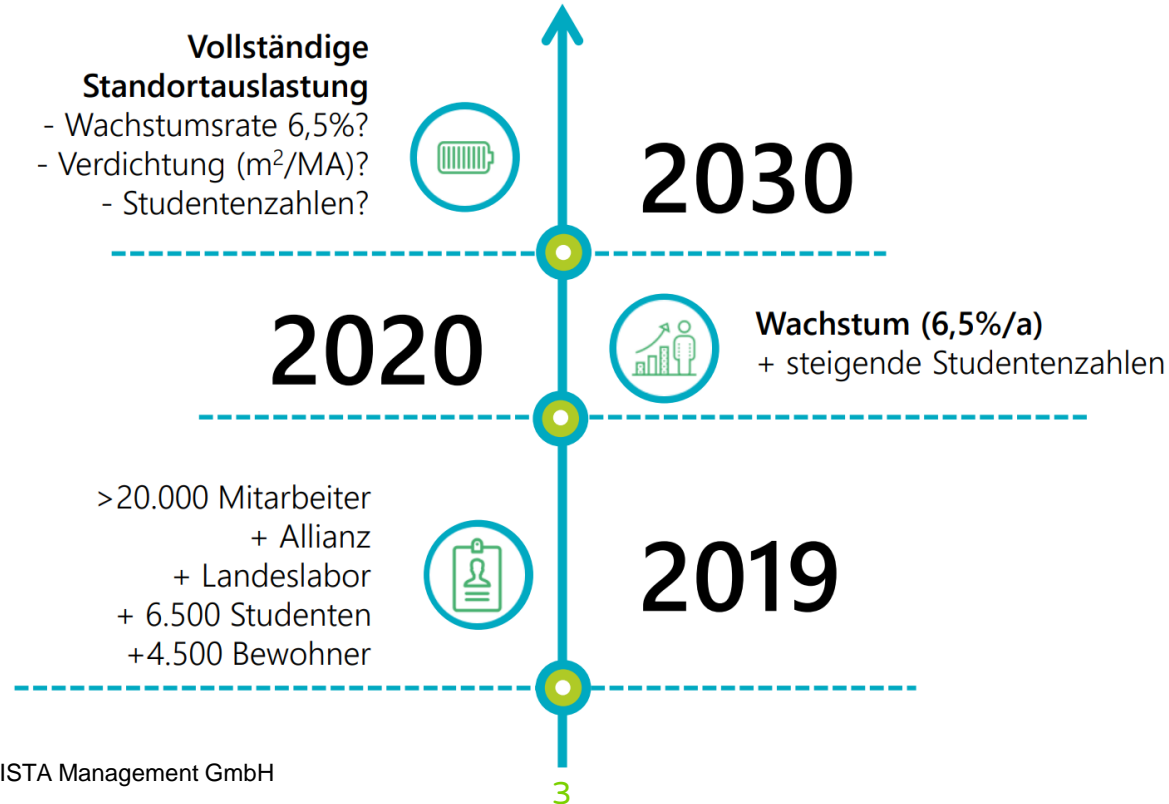 Vollständige
Standortauslastung
- Wachstumsrate 6,5%?
- Verdichtung (m²/MA)?
- Studentenzahlen?
2030
2020
Wachstum (6,5%/a)
+ steigende Studentenzahlen
>20.000 Mitarbeiter
+ Allianz
+ Landeslabor
+ 6.500 Studenten
+4.500 Bewohner
2019
ISTA Management GmbH
3